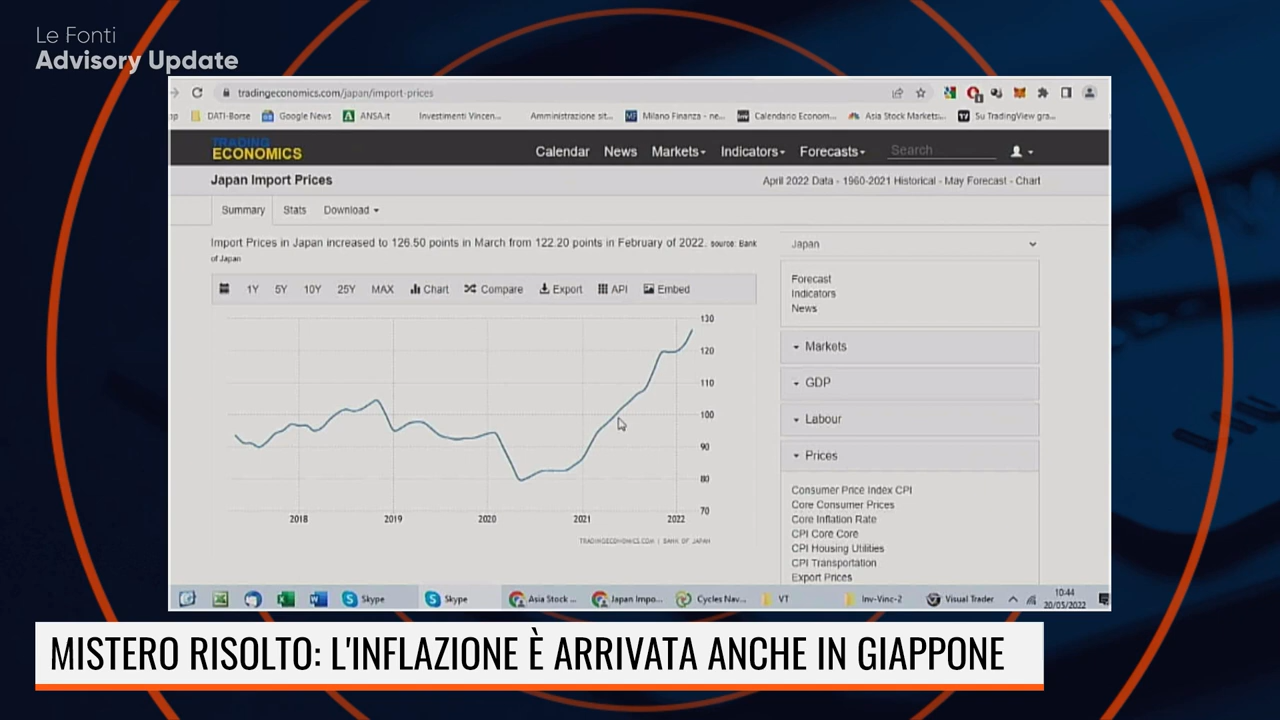 Le Fonti
Advisory Update
tradingeconomics.com/japan/import-prices
DATI-Borse Google News ANSA.it Investimenti Vincen... Amministrazione sit... Milano Finanza - ne... Calendario Econom... Asia Stock Markets... Su TradingView gra...
TRADING
ECONOMICS
Calendar News Markets Indicators Forecasts Search
Japan Import Prices
April 2022 Data - 1960-2021 Historical - May Forecast - Chart
Summary Stats Download
Import Prices in Japan increased to 126.50 points in March from 122.20 points in February of 2022. source: Bank
of Japan
1Y 5Y 10Y 25Y MAX Chart Compare Export API Embed
130
120
110
100
90
80
70
2018 2019 2020 2021 2022
TRADINGECONOMICS.COM | BANK OF JAPAN
Japan
Forecast
Indicators
News
Markets
GDP
Labour
Prices
Consumer Price Index CPI
Core Consumer Prices
Core Inflation Rate
CPI Core Core
CPI Housing Utilities
CPI Transportation
Export Prices
Skype Skype Asia Stock ... Japan Impo... Cycles Nav... VT Inv-Vinc-2 Visual Trader
10:44
20/05/2022
MISTERO RISOLTO: L'INFLAZIONE È ARRIVATA ANCHE IN GIAPPONE